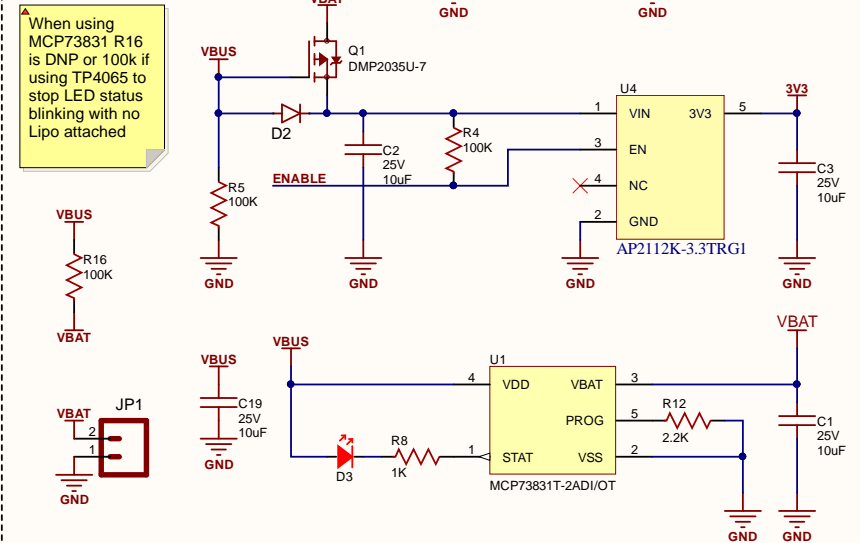 When using
MCP73831 R16
is DNP or 100k if
using TP4065 to
stop LED status
blinking with no
Lipo attached
VBAT
GND
GND
VBUS
Q1
DMP2035U-7
D2
C2
25V
10uF
R4
100K
ENABLE
R5
100K
GND
GND
U4
1
VIN
3V3
5
3
EN
4
NC
2
GND
AP2112K-3.3TRG1
GND
3V3
C3
25V
10uF
GND
VBUS
R16
100K
VBAT
JP1
VBAT
2
1
GND
VBUS
C19
25V
10uF
GND
VBUS
D3
R8
1K
U1
4
VDD
VBAT
3
PROG
5
1
STAT
VSS
2
MCP73831T-2ADI/OT
R12
2.2K
VBAT
C1
25V
10uF
GND
GND